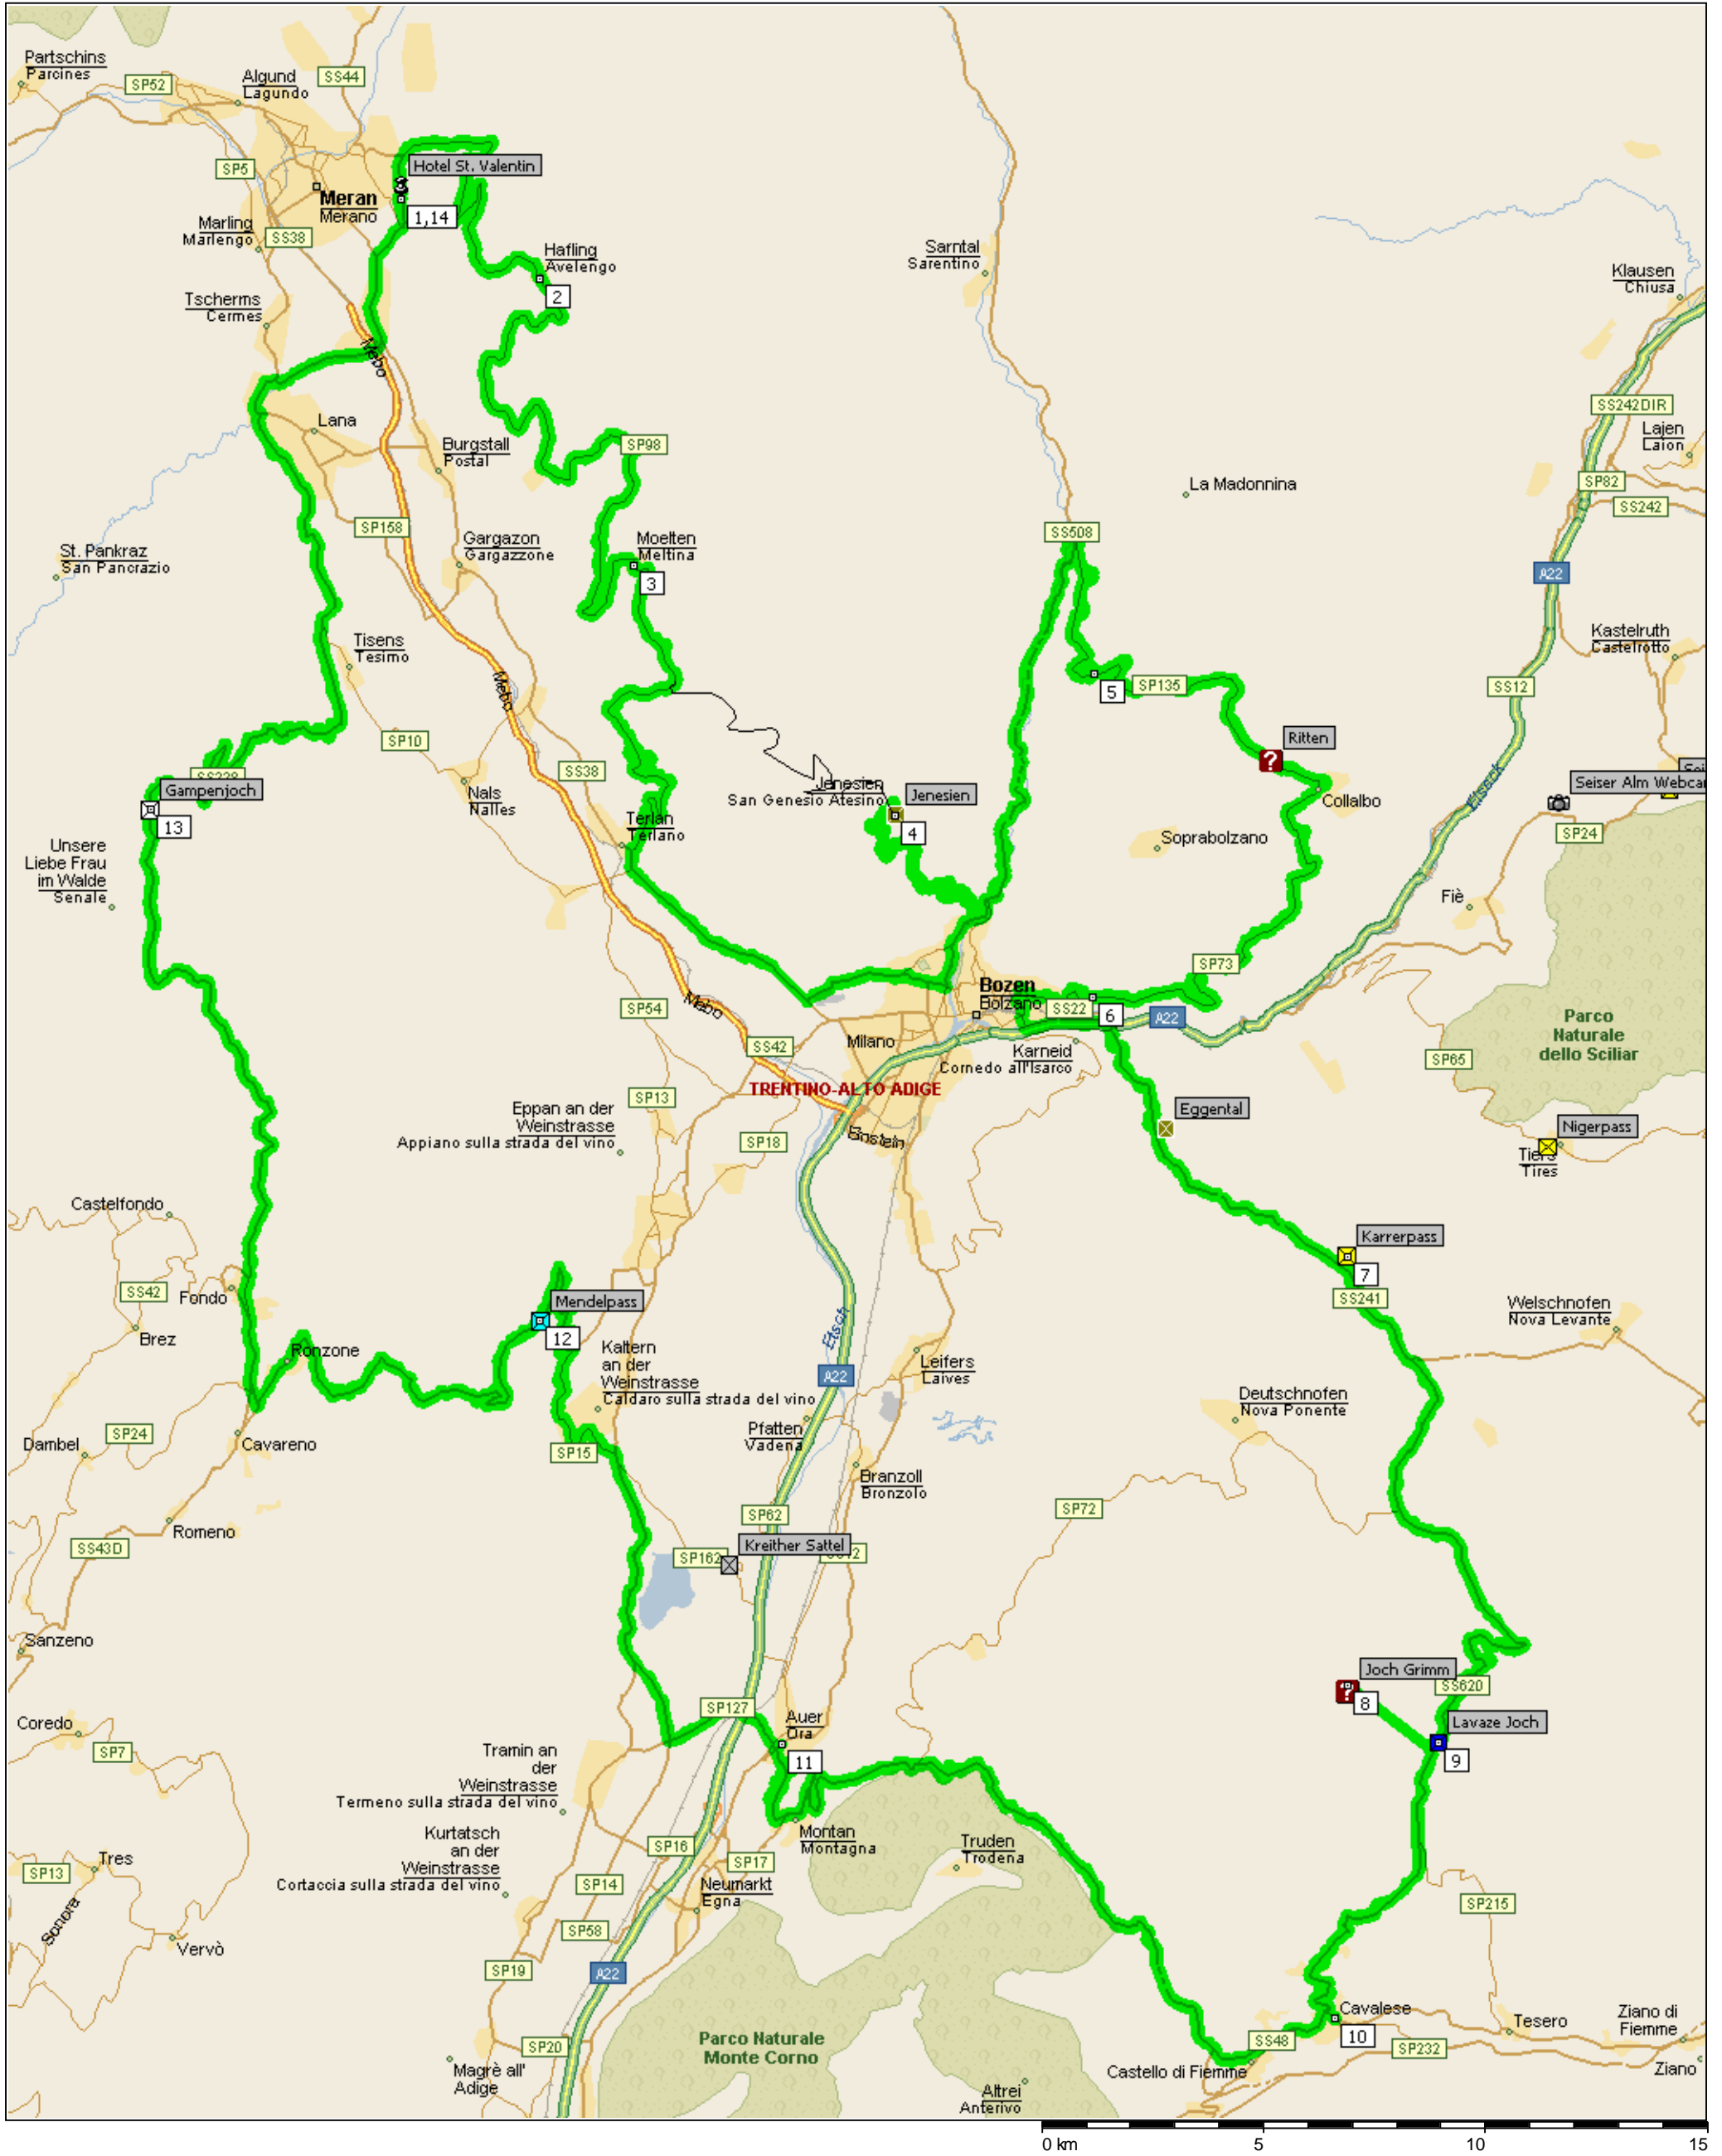 Partschins
Parcines
SP52
Algund
Lagundo
SS44
SP5
Hotel St. Valentin
Meran
Merano
1,14
Marling
Marlengo
SS38
Hafling
Avelengo
2
Sarntal
Sarentino
Klausen
Chiusa
Tscherms
Cermes
Mebo
SS242DIR
Lana
Lajen
Laion
Burgstall
Postal
SP98
SP82
La Madonnina
SS242
SP158
SS508
Gargazon
Gargazzone
Moelten
Meltina
3
St. Pankraz
San Pancrazio
A22
Tisens
Tesimo
Kastelruth
Castelrotto
Mebo
5
SP135
SS12
SP10
Ritten
SS38
Gampenjoch
13
Nals
Nalles
Jenesien
San Genesio Atesino
Jenesien
4
Collalbo
Eisack
Seiser Alm Webcam
SP24
Terlan
Terlano
Soprabolzano
Unsere
Liebe Frau
im Walde
Senale
Fiè
SP73
Bozen
Bolzano
SS22
6
A22
SP54
Mebo
SS42
Milano
Karneid
Cornedo all'Isarco
Parco
Naturale
dello Sciliar
SP65
TRENTINO-ALTO ADIGE
SP13
Eppan an der
Weinstrasse
Appiano sulla strada del vino
SP18
Einstein
Eggental
Nigerpass
Tiers
Tires
Castelfondo
Karrerpass
7
SS241
SS42
Fondo
Brez
Mendelpass
12
Ronzone
Kaltern
an der
Weinstrasse
Caldaro sulla strada del vino
Etsch
A22
Leifers
Laives
Welschnofen
Nova Levante
Deutschnofen
Nova Ponente
Pfatten
Vadena
SP24
Dambel
Cavareno
SP15
Branzoll
Bronzolo
SP72
SP62
Romeno
SS43D
SP162
Kreither Sattel
Sanzeno
Joch Grimm
8
SS620
SP127
Coredo
SP7
Auer
Ora
11
Lavaze Joch
9
Tramin an
der
Weinstrasse
Termeno sulla strada del vino
Montan
Montagna
Kurtatsch
an der
Weinstrasse
Cortaccia sulla strada del vino
SP16
SP17
Truden
Trodena
SP13
Tres
SP14
Neumarkt
Egna
SP215
Sonora
SP58
Vervò
SP19
A22
Cavalese
10
Tesero
Ziano di
Fiemme
SS48
SP232
Parco Naturale
Monte Corno
SP20
Magrè all'
Adige
Castello di Fiemme
Ziano
Altrei
Anterivo
0 km 5 10 15